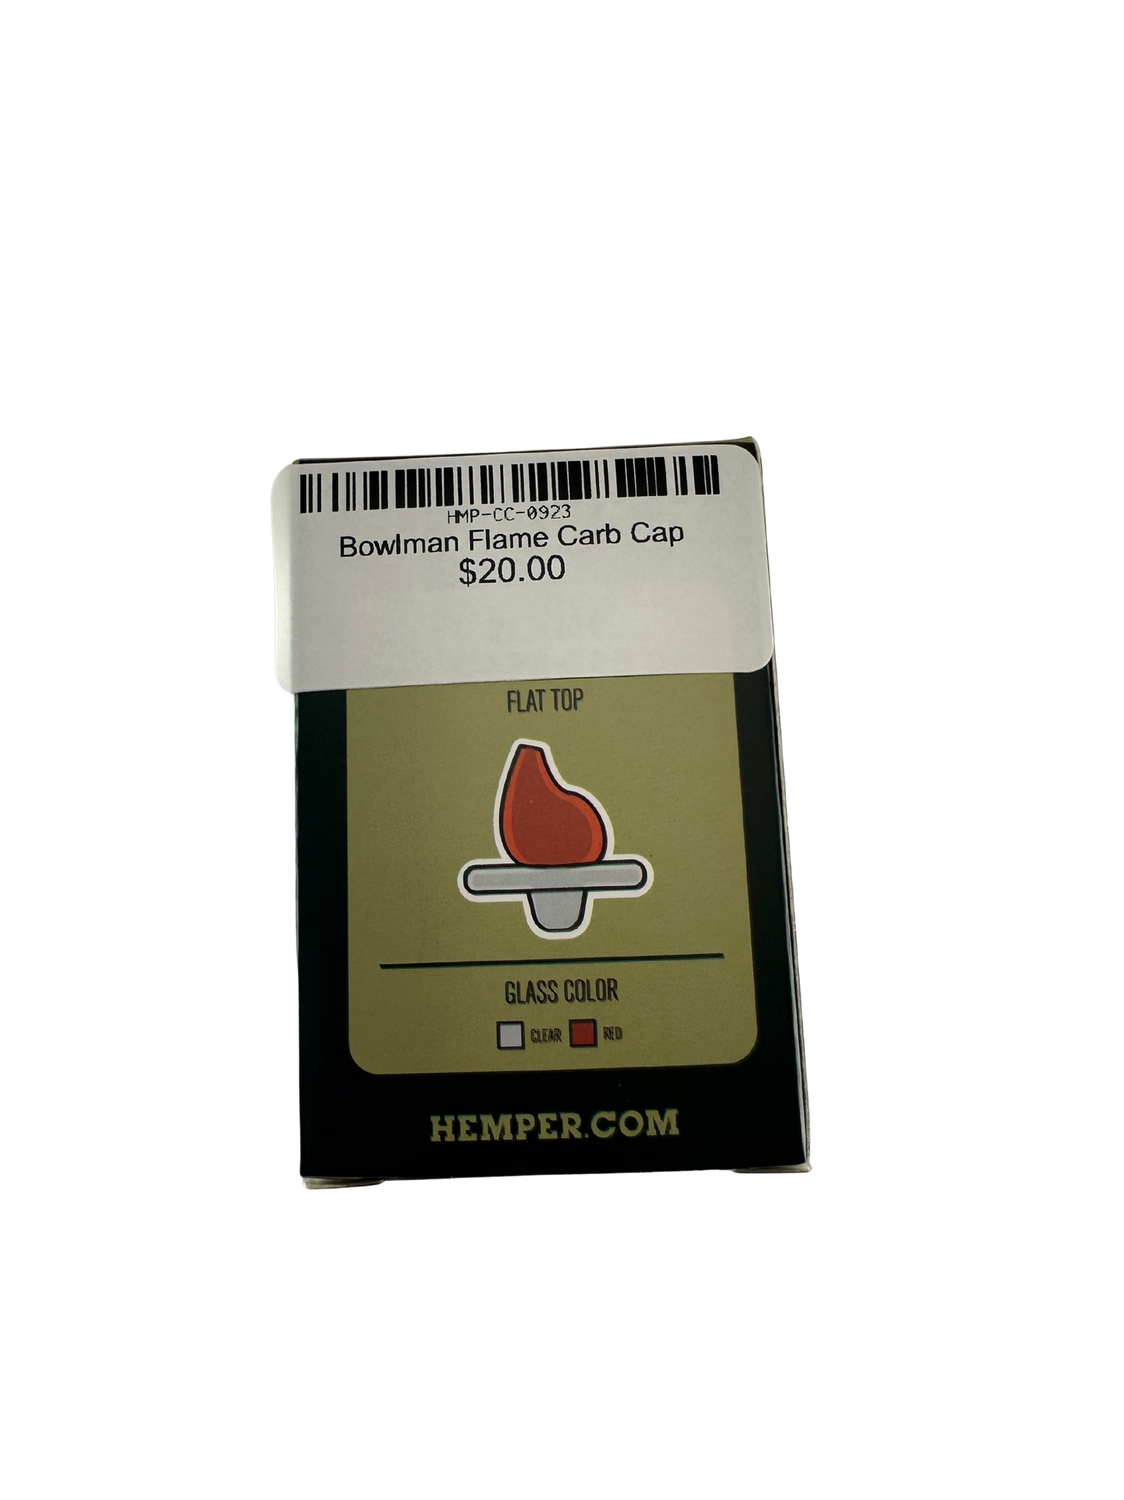 HMP-CC-0923
Bowlman Flame Carb Cap
$20.00
FLAT TOP
GLASS COLOR
CLEAR RED
HEMPER.COM